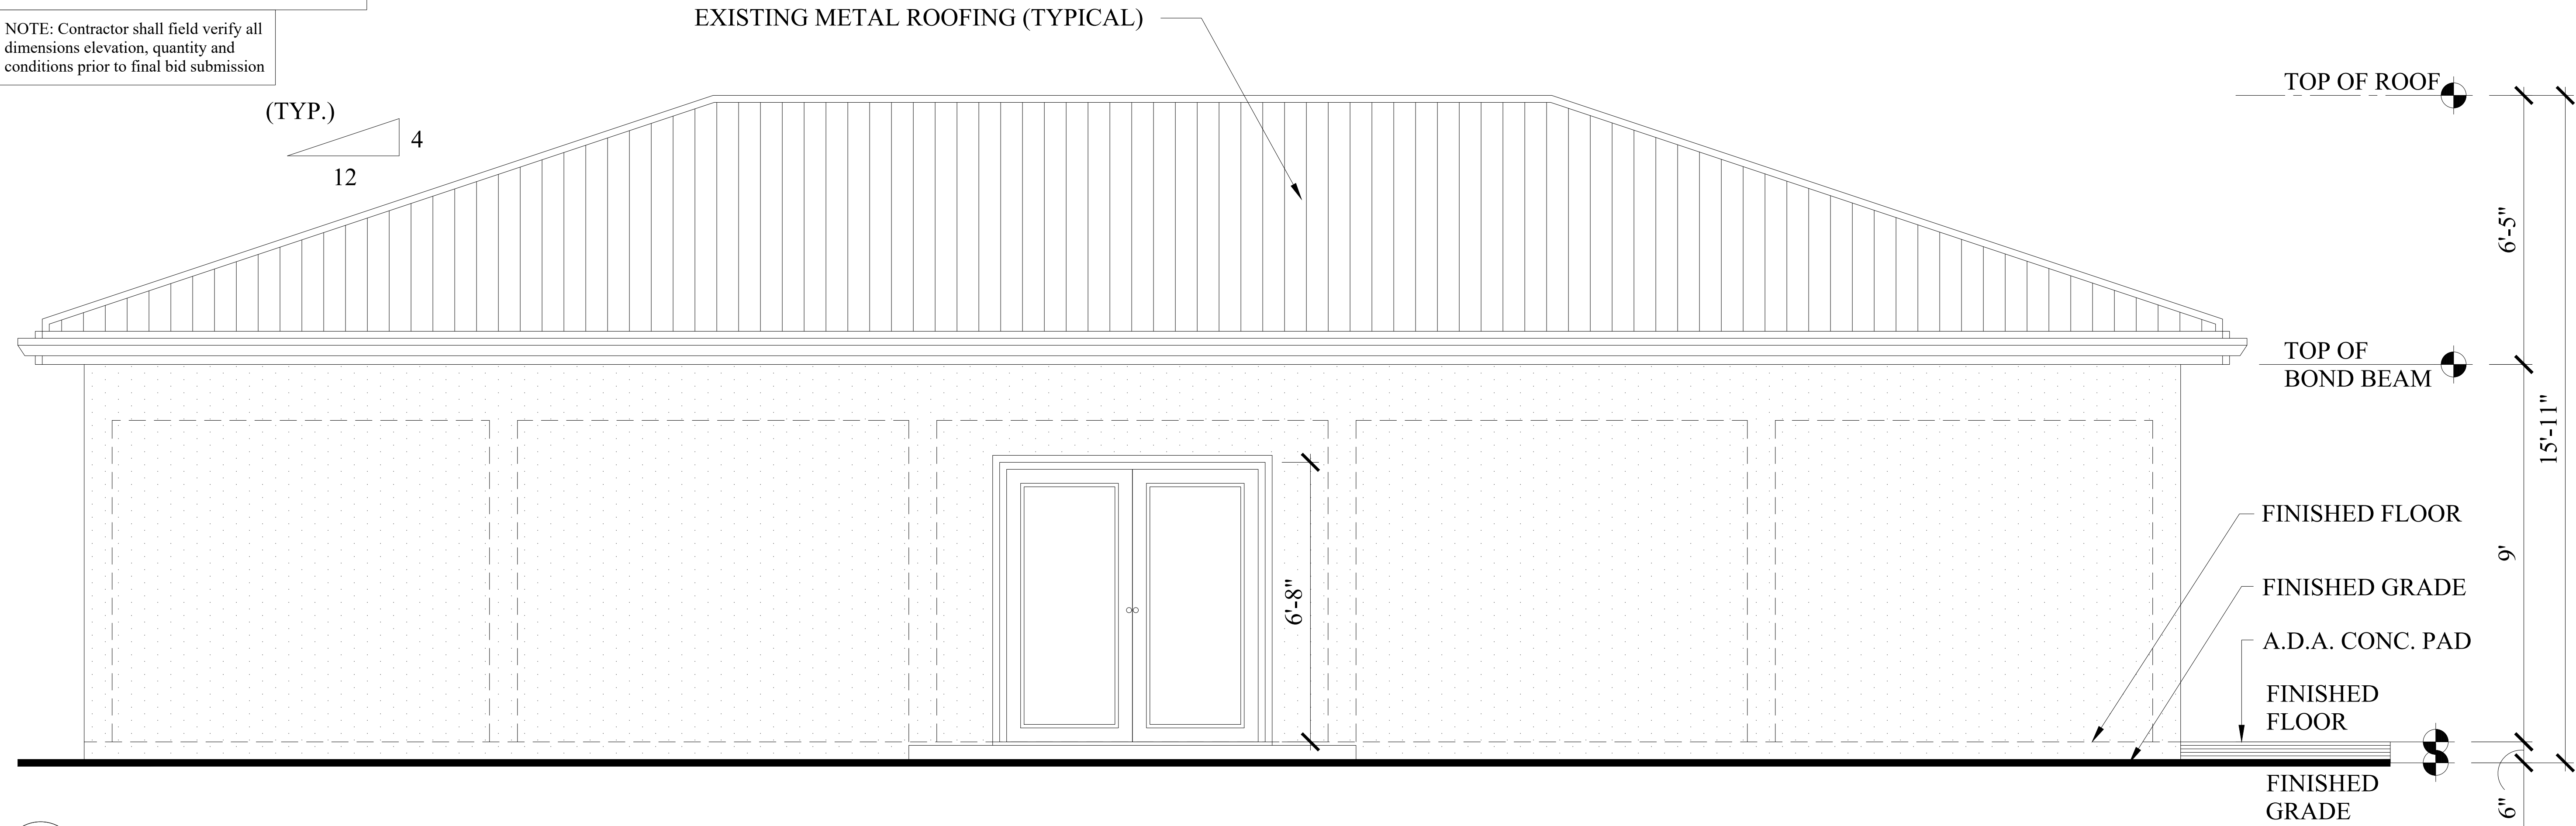 NOTE: Contractor shall field verify all
dimensions elevation, quantity and
conditions prior to final bid submission
EXISTING METAL ROOFING (TYPICAL)
(TYP.)
4
12
TOP OF ROOF
6'-5"
TOP OF
BOND BEAM
15'-11"
9'
6'-8"
FINISHED FLOOR
FINISHED GRADE
A.D.A. CONC. PAD
FINISHED
FLOOR
FINISHED
GRADE
6"